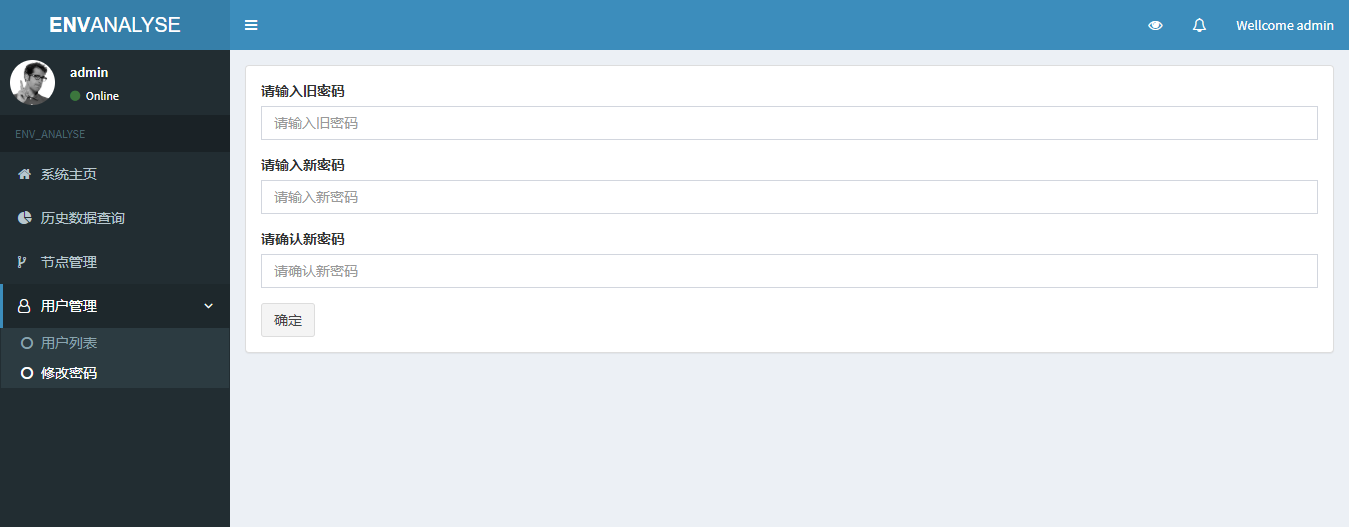 ENVANALYSE
Wellcome admin
admin
Online
ENV_ANALYSE
系统主页
历史数据查询
节点管理
用户管理
用户列表
修改密码
请输入旧密码
请输入旧密码
请输入新密码
请输入新密码
请确认新密码
请确认新密码
确定